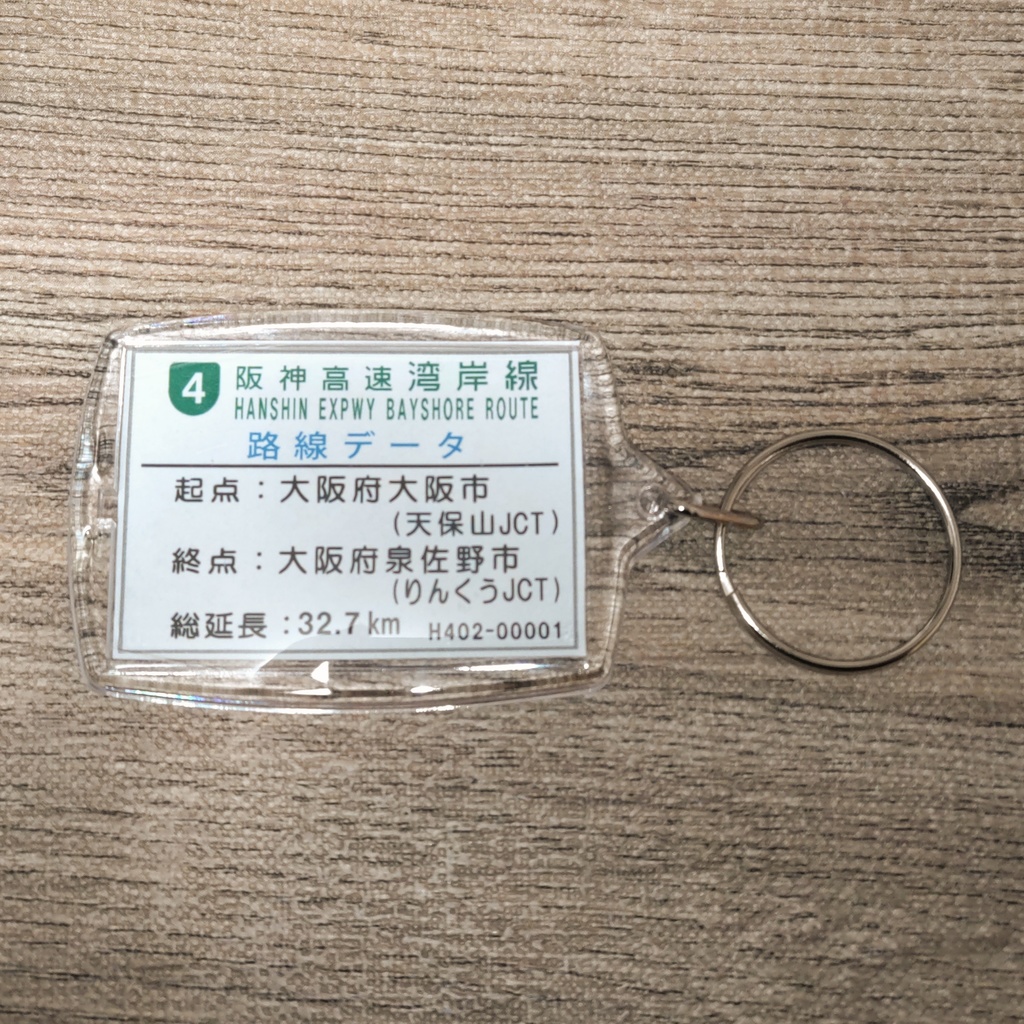 4 阪神高速湾岸線
HANSHIN EXPWY BAYSHORE ROUTE
路線データ
起点：大阪府大阪市
(天保山JCT)
終点：大阪府泉佐野市
(りんくうJCT)
総延長：32.7km H402-00001